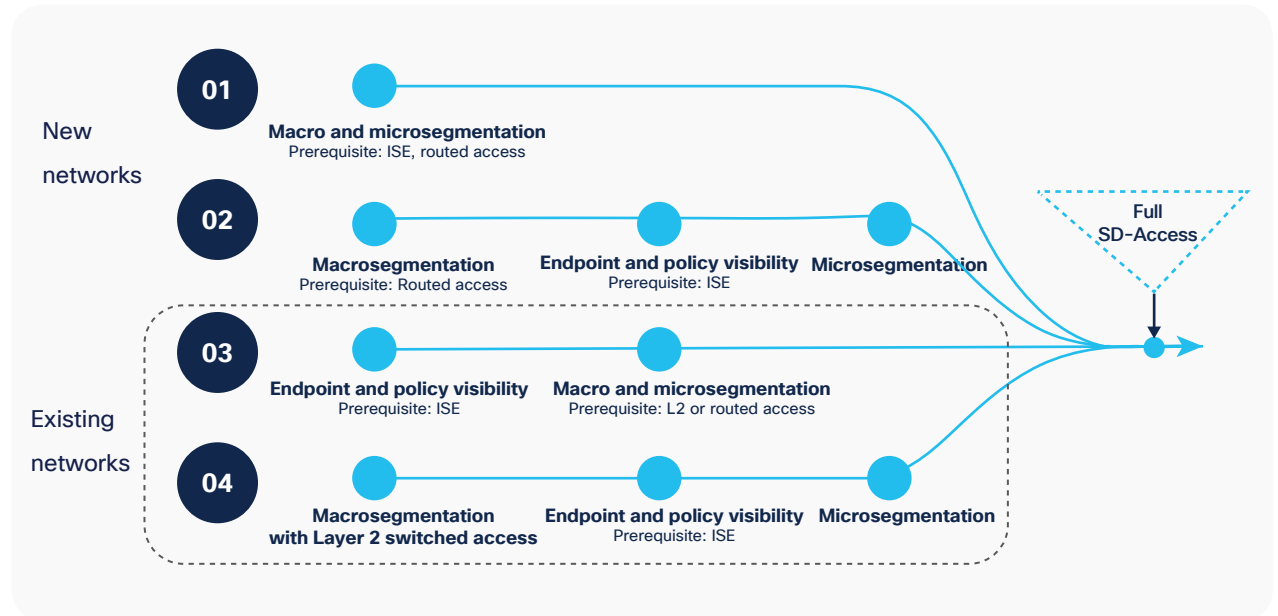 New
networks
01
Macro and microsegmentation
Prerequisite: ISE, routed access
02
Macrosegmentation
Prerequisite: Routed access
Endpoint and policy visibility
Prerequisite: ISE
Microsegmentation
Full
SD-Access
Existing
networks
03
Endpoint and policy visibility
Prerequisite: ISE
Macro and microsegmentation
Prerequisite: L2 or routed access
04
Macrosegmentation
with Layer 2 switched access
Endpoint and policy visibility
Prerequisite: ISE
Microsegmentation